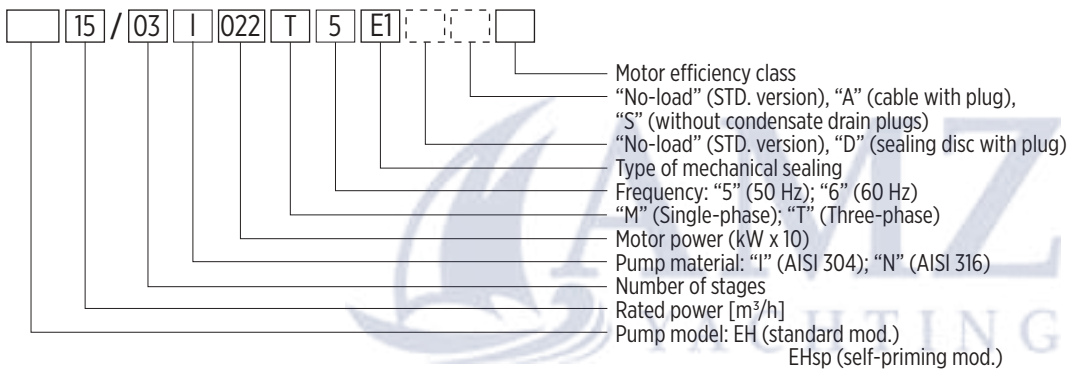 15 / 03 I 022 T 5 E1
Motor efficiency class
“No-load” (STD. version), “A” (cable with plug),
“S” (without condensate drain plugs)
“No-load” (STD. version), “D” (sealing disc with plug)
Type of mechanical sealing
Frequency: “5” (50 Hz); “6” (60 Hz)
“M” (Single-phase); “T” (Three-phase)
Motor power (kW x 10)
Pump material: “I” (AISI 304); “N” (AISI 316)
Number of stages
Rated power [m³/h]
Pump model: EH (standard mod.)
EHsp (self-priming mod.)
AMZ
YACHTING